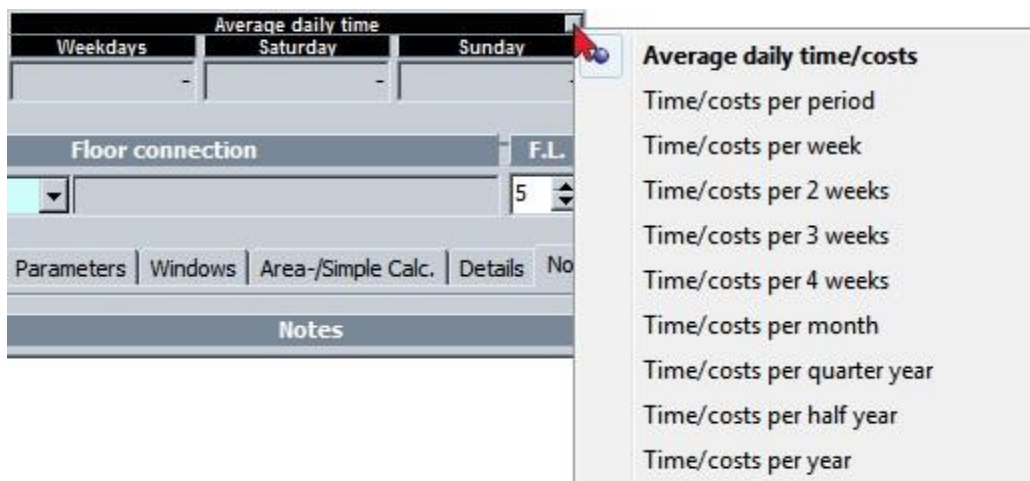 Average daily time
Weekdays Saturday Sunday
- -
Floor connection F.L.
5
Parameters Windows Area-/Simple Calc. Details No
Notes
Average daily time/costs
Time/costs per period
Time/costs per week
Time/costs per 2 weeks
Time/costs per 3 weeks
Time/costs per 4 weeks
Time/costs per month
Time/costs per quarter year
Time/costs per half year
Time/costs per year